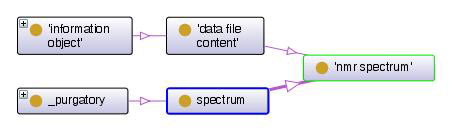 'information
object'
'data file
content'
'nmr spectrum'
_purgatory
spectrum